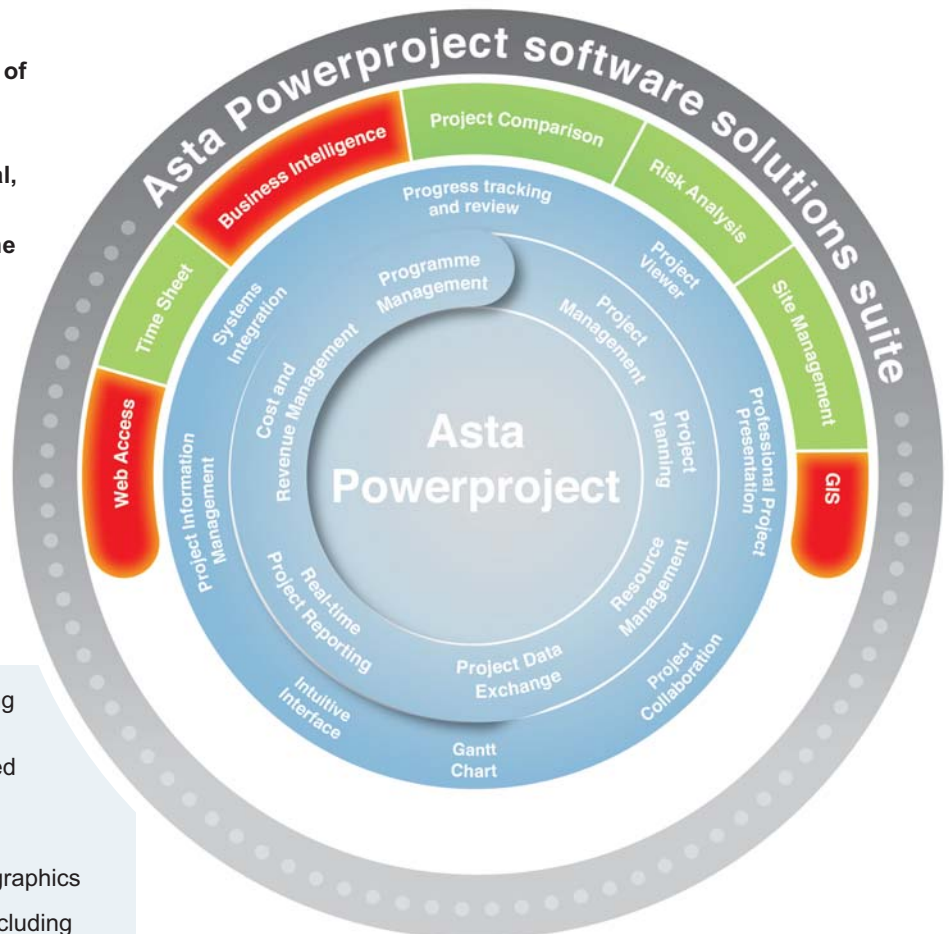 of
al,
ne
Asta Powerproject software solutions suite
Web Access
Time Sheet
Business Intelligence
Project Comparison
Risk Analysis
Site Management
GIS
Progress tracking
and review
Project
Viewer
Professional Project
Presentation
Project
Collaboration
Gantt
Chart
Intuitive
Interface
Project Information
Management
Systems
Integration
Programme
Management
Project
Management
Project
Planning
Resource
Management
Project Data
Exchange
Real-time
Project Reporting
Cost and
Revenue Management
Asta
Powerproject
g
ed
graphics
cluding